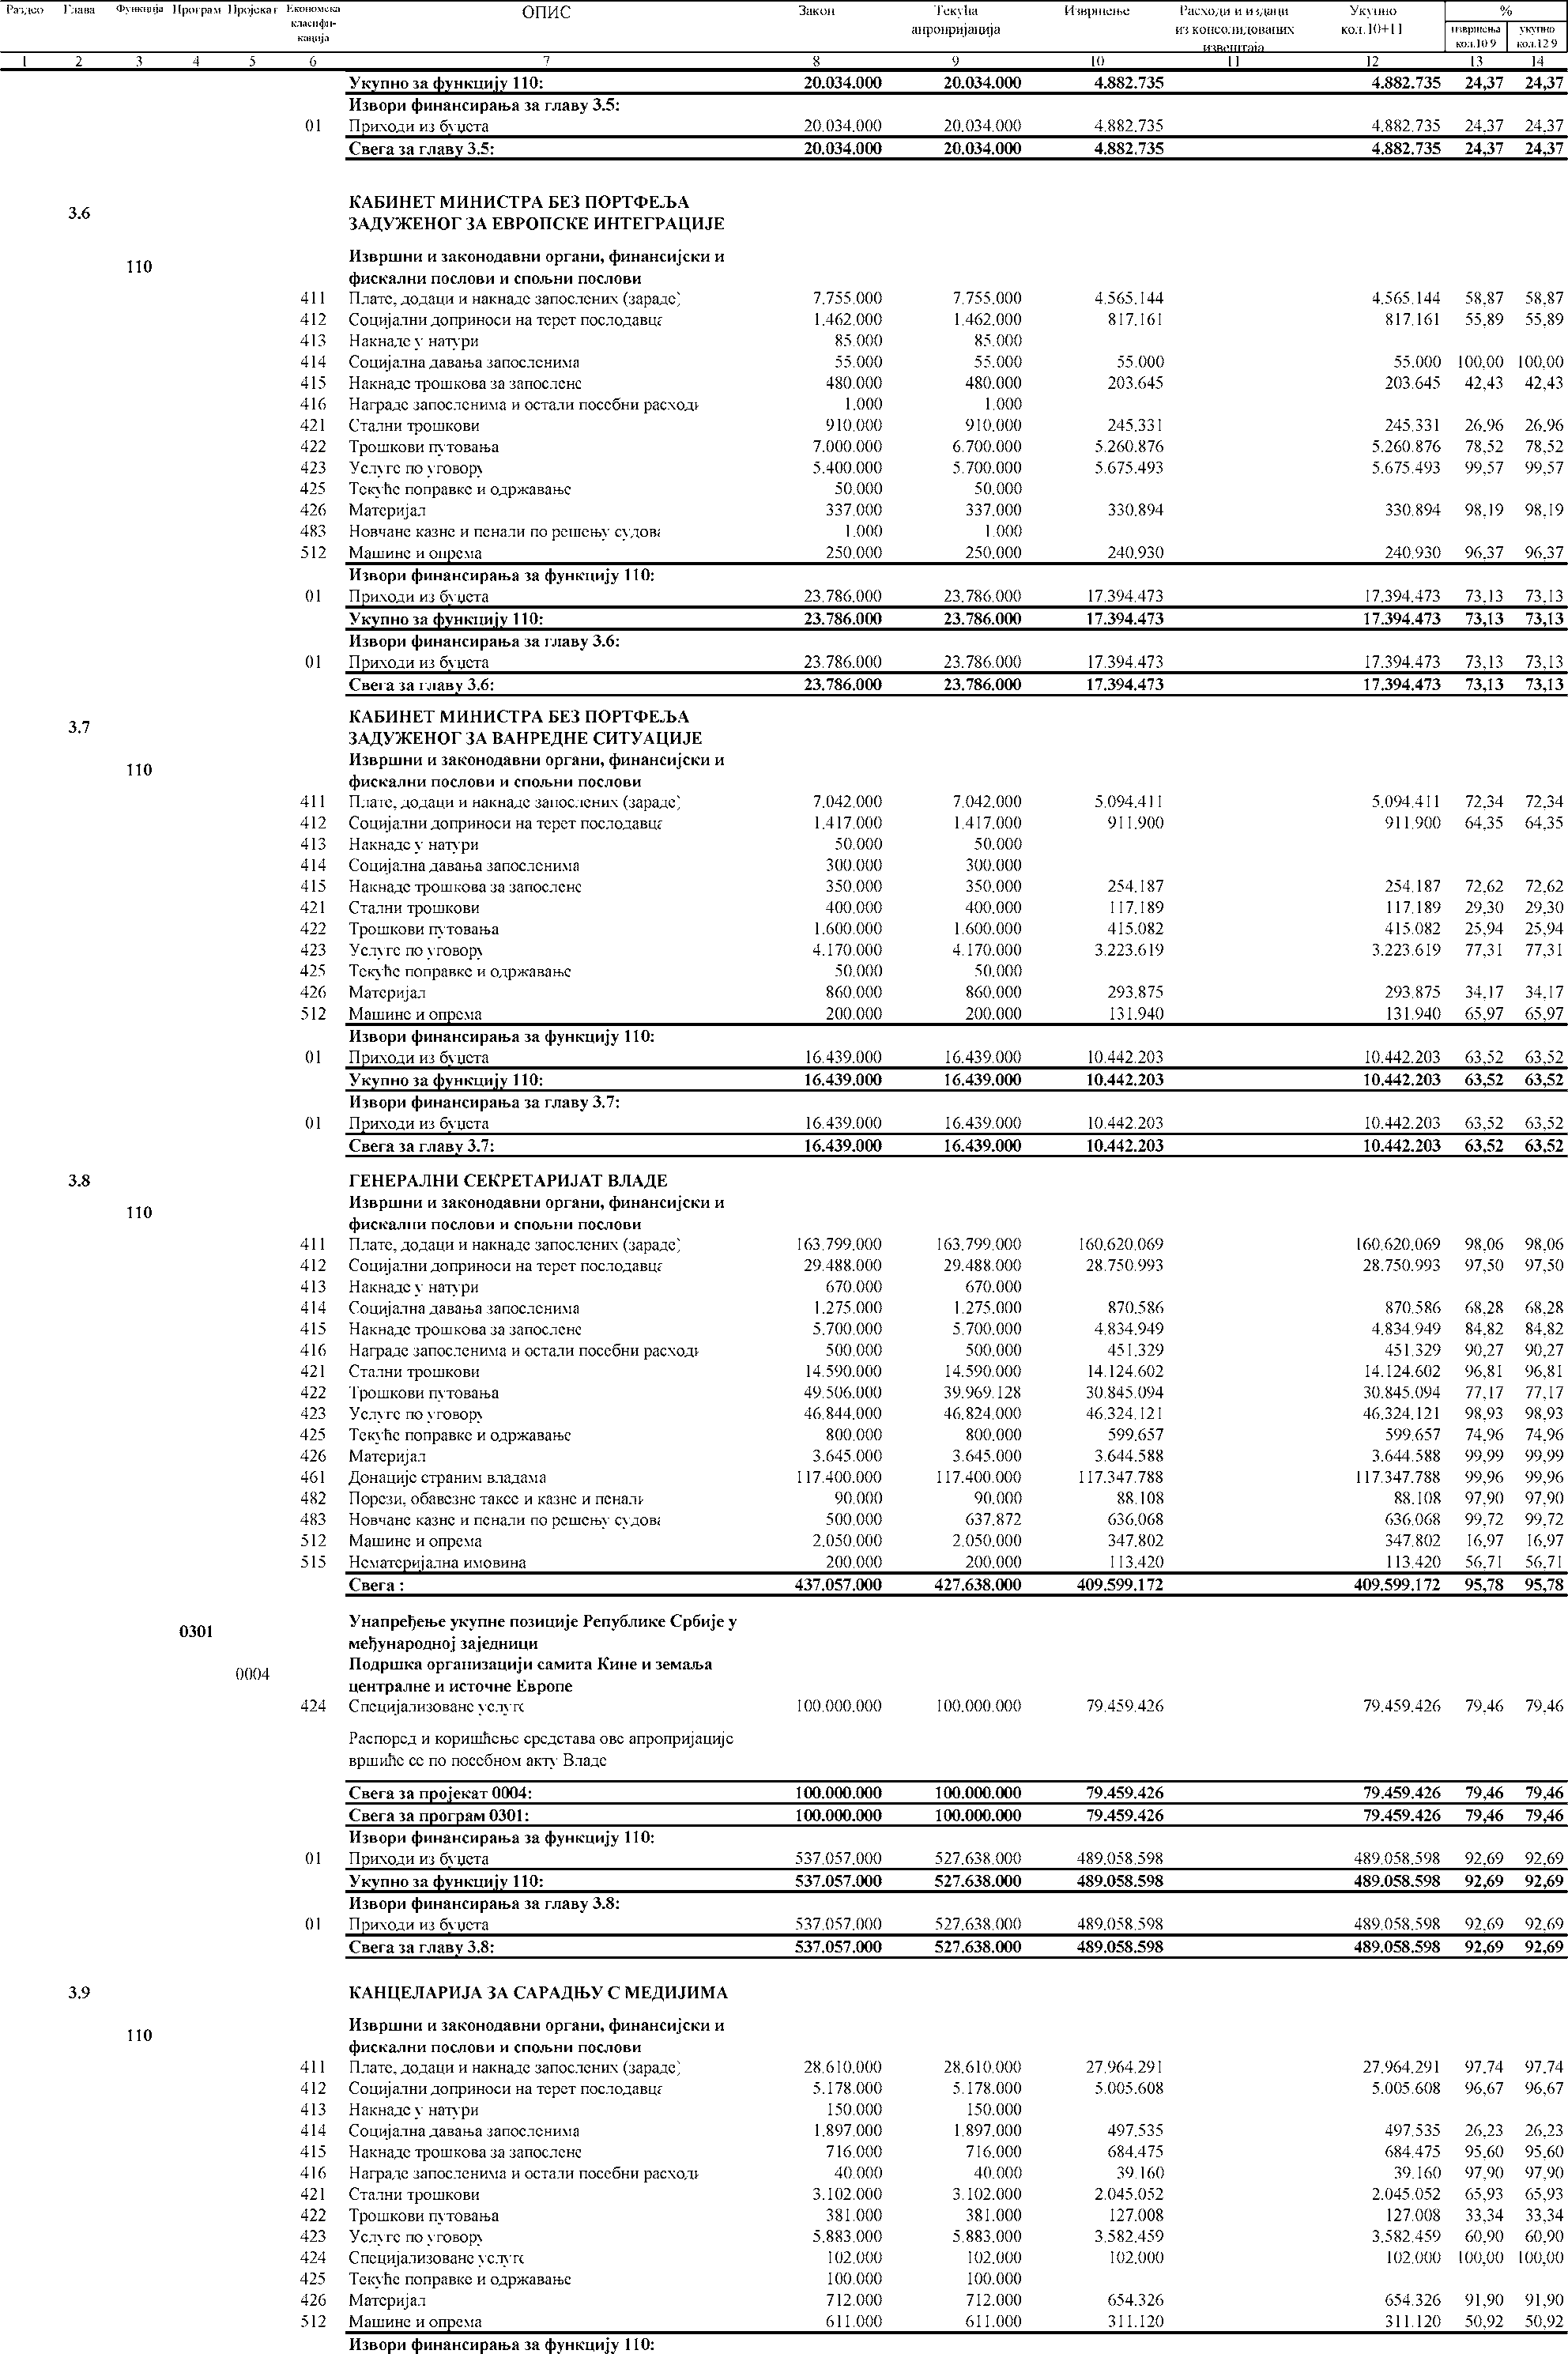 Раздео Глава Функција Програм Пројекат Економска класифи- кација ОПИС Закон Текућа апропријација Извршење Расходи и издаци из консолидованих извештаја Укупно кол.10+11 % извршења кол.10 9 укупно кол.12 9
1 2 3 4 5 6 7 8 9 10 11 12 13 14
Укупно за функцију 110: 20.034.000 20.034.000 4.882.735 4.882.735 24,37 24,37
Извори финансирања за главу 3.5:
01 Приходи из буџета 20.034.000 20.034.000 4.882.735 4.882.735 24,37 24,37
Свега за главу 3.5: 20.034.000 20.034.000 4.882.735 4.882.735 24,37 24,37
3.6 КАБИНЕТ МИНИСТРА БЕЗ ПОРТФЕЉА
ЗАДУЖЕНОГ ЗА ЕВРОПСКЕ ИНТЕГРАЦИЈЕ
110 Извршни и законодавни органи, финансијски и
фискални послови и спољни послови
411 Плате, додаци и накнаде запослених (зараде) 7.755.000 7.755.000 4.565.144 4.565.144 58,87 58,87
412 Социјални доприноси на терет послодавца 1.462.000 1.462.000 817.161 817.161 55,89 55,89
413 Накнаде у натури 85.000 85.000
414 Социјална давања запосленима 55.000 55.000 55.000 55.000 100,00 100,00
415 Накнаде трошкова за запослене 480.000 480.000 203.645 203.645 42,43 42,43
416 Награде запосленима и остали посебни расходи 1.000 1.000
421 Стални трошкови 910.000 910.000 245.331 245.331 26,96 26,96
422 Трошкови путовања 7.000.000 6.700.000 5.260.876 5.260.876 78,52 78,52
423 Услуге по уговору 5.400.000 5.700.000 5.675.493 5.675.493 99,57 99,57
425 Текуће поправке и одржавање 50.000 50.000
426 Материјал 337.000 337.000 330.894 330.894 98,19 98,19
483 Новчане казне и пенали по решењу судова 1.000 1.000
512 Машине и опрема 250.000 250.000 240.930 240.930 96,37 96,37
Извори финансирања за функцију 110:
01 Приходи из буџета 23.786.000 23.786.000 17.394.473 17.394.473 73,13 73,13
Укупно за функцију 110: 23.786.000 23.786.000 17.394.473 17.394.473 73,13 73,13
Извори финансирања за главу 3.6:
01 Приходи из буџета 23.786.000 23.786.000 17.394.473 17.394.473 73,13 73,13
Свега за главу 3.6: 23.786.000 23.786.000 17.394.473 17.394.473 73,13 73,13
3.7 КАБИНЕТ МИНИСТРА БЕЗ ПОРТФЕЉА
ЗАДУЖЕНОГ ЗА ВАНРЕДНЕ СИТУАЦИЈЕ
110 Извршни и законодавни органи, финансијски и
фискални послови и спољни послови
411 Плате, додаци и накнаде запослених (зараде) 7.042.000 7.042.000 5.094.411 5.094.411 72,34 72,34
412 Социјални доприноси на терет послодавца 1.417.000 1.417.000 911.900 911.900 64,35 64,35
413 Накнаде у натури 50.000 50.000
414 Социјална давања запосленима 300.000 300.000
415 Накнаде трошкова за запослене 350.000 350.000 254.187 254.187 72,62 72,62
421 Стални трошкови 400.000 400.000 117.189 117.189 29,30 29,30
422 Трошкови путовања 1.600.000 1.600.000 415.082 415.082 25,94 25,94
423 Услуге по уговору 4.170.000 4.170.000 3.223.619 3.223.619 77,31 77,31
425 Текуће поправке и одржавање 50.000 50.000
426 Материјал 860.000 860.000 293.875 293.875 34,17 34,17
512 Машине и опрема 200.000 200.000 131.940 131.940 65,97 65,97
Извори финансирања за функцију 110:
01 Приходи из буџета 16.439.000 16.439.000 10.442.203 10.442.203 63,52 63,52
Укупно за функцију 110: 16.439.000 16.439.000 10.442.203 10.442.203 63,52 63,52
Извори финансирања за главу 3.7:
01 Приходи из буџета 16.439.000 16.439.000 10.442.203 10.442.203 63,52 63,52
Свега за главу 3.7: 16.439.000 16.439.000 10.442.203 10.442.203 63,52 63,52
3.8 ГЕНЕРАЛНИ СЕКРЕТАРИЈАТ ВЛАДЕ
110 Извршни и законодавни органи, финансијски и
фискални послови и спољни послови
411 Плате, додаци и накнаде запослених (зараде) 163.799.000 163.799.000 160.620.069 160.620.069 98,06 98,06
412 Социјални доприноси на терет послодавца 29.488.000 29.488.000 28.750.993 28.750.993 97,50 97,50
413 Накнаде у натури 670.000 670.000
414 Социјална давања запосленима 1.275.000 1.275.000 870.586 870.586 68,28 68,28
415 Накнаде трошкова за запослене 5.700.000 5.700.000 4.834.949 4.834.949 84,82 84,82
416 Награде запосленима и остали посебни расходи 500.000 500.000 451.329 451.329 90,27 90,27
421 Стални трошкови 14.590.000 14.590.000 14.124.602 14.124.602 96,81 96,81
422 Трошкови путовања 49.506.000 39.969.128 30.845.094 30.845.094 77,17 77,17
423 Услуге по уговору 46.844.000 46.824.000 46.324.121 46.324.121 98,93 98,93
425 Текуће поправке и одржавање 800.000 800.000 599.657 599.657 74,96 74,96
426 Материјал 3.645.000 3.645.000 3.644.588 3.644.588 99,99 99,99
461 Донације страним владама 117.400.000 117.400.000 117.347.788 117.347.788 99,96 99,96
482 Порези, обавезне таксе и казне и пенали 90.000 90.000 88.108 88.108 97,90 97,90
483 Новчане казне и пенали по решењу судова 500.000 637.872 636.068 636.068 99,72 99,72
512 Машине и опрема 2.050.000 2.050.000 347.802 347.802 16,97 16,97
515 Нематеријална имовина 200.000 200.000 113.420 113.420 56,71 56,71
Свега : 437.057.000 427.638.000 409.599.172 409.599.172 95,78 95,78
0301 Унапређење укупне позиције Републике Србије у
међународној заједници
0004 Подршка организацији самита Кине и земаља
централне и источне Европе
424 Специјализоване услуге 100.000.000 100.000.000 79.459.426 79.459.426 79,46 79,46
Распоред и коришћење средстава ове апропријације
вршиће се по посебном акту Владе
Свега за пројекат 0004: 100.000.000 100.000.000 79.459.426 79.459.426 79,46 79,46
Свега за програм 0301: 100.000.000 100.000.000 79.459.426 79.459.426 79,46 79,46
Извори финансирања за функцију 110:
01 Приходи из буџета 537.057.000 527.638.000 489.058.598 489.058.598 92,69 92,69
Укупно за функцију 110: 537.057.000 527.638.000 489.058.598 489.058.598 92,69 92,69
Извори финансирања за главу 3.8:
01 Приходи из буџета 537.057.000 527.638.000 489.058.598 489.058.598 92,69 92,69
Свега за главу 3.8: 537.057.000 527.638.000 489.058.598 489.058.598 92,69 92,69
3.9 КАНЦЕЛАРИЈА ЗА САРАДЊУ С МЕДИЈИМА
110 Извршни и законодавни органи, финансијски и
фискални послови и спољни послови
411 Плате, додаци и накнаде запослених (зараде) 28.610.000 28.610.000 27.964.291 27.964.291 97,74 97,74
412 Социјални доприноси на терет послодавца 5.178.000 5.178.000 5.005.608 5.005.608 96,67 96,67
413 Накнаде у натури 150.000 150.000
414 Социјална давања запосленима 1.897.000 1.897.000 497.535 497.535 26,23 26,23
415 Накнаде трошкова за запослене 716.000 716.000 684.475 684.475 95,60 95,60
416 Награде запосленима и остали посебни расходи 40.000 40.000 39.160 39.160 97,90 97,90
421 Стални трошкови 3.102.000 3.102.000 2.045.052 2.045.052 65,93 65,93
422 Трошкови путовања 381.000 381.000 127.008 127.008 33,34 33,34
423 Услуге по уговору 5.883.000 5.883.000 3.582.459 3.582.459 60,90 60,90
424 Специјализоване услуге 102.000 102.000 102.000 102.000 100,00 100,00
425 Текуће поправке и одржавање 100.000 100.000
426 Материјал 712.000 712.000 654.326 654.326 91,90 91,90
512 Машине и опрема 611.000 611.000 311.120 311.120 50,92 50,92
Извори финансирања за функцију 110: